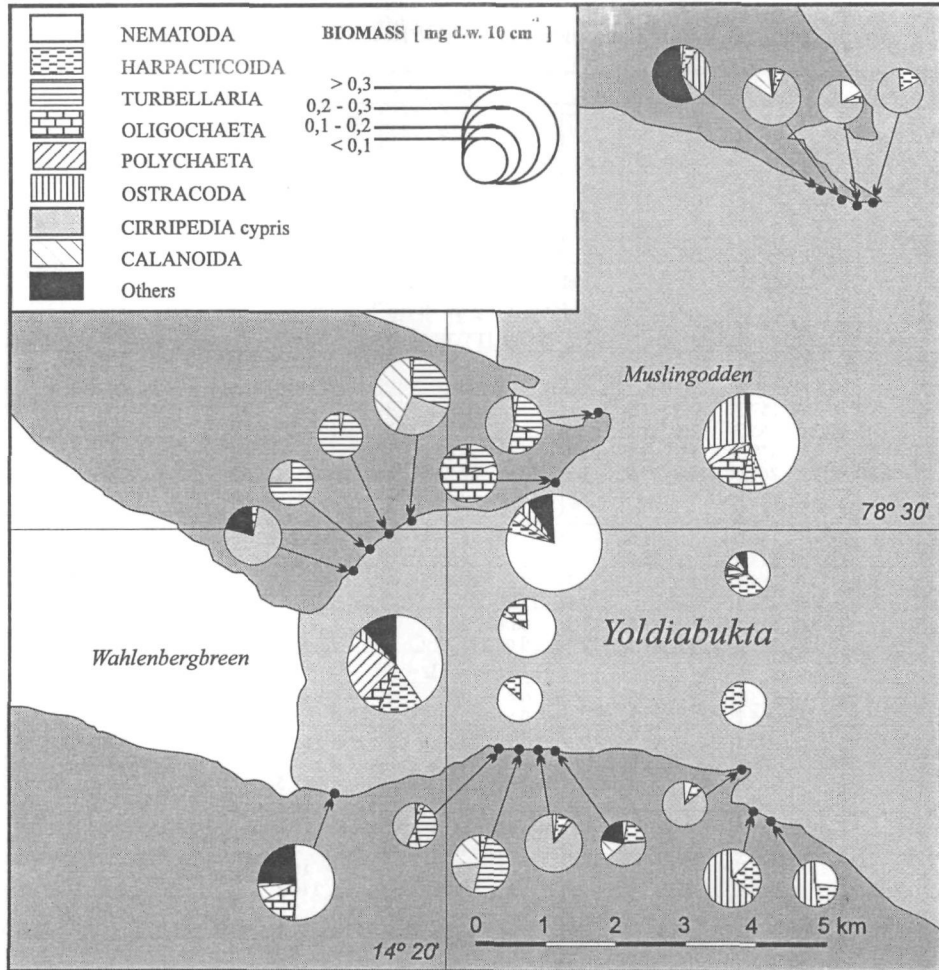 NEMATODA
HARPACTICOIDA
TURBELLARIA
OLIGOCHAETA
POLYCHAETA
OSTRACODA
CIRRIPEDIA cypris
CALANOIDA
Others
BIOMASS [ mg d.w. 10 cm⁻² ]
> 0,3
0,2 - 0,3
0,1 - 0,2
< 0,1
Muslingodden
78° 30'
Yoldiabukta
Wahlenbergbreen
0 1 2 3 4 5 km
14° 20'